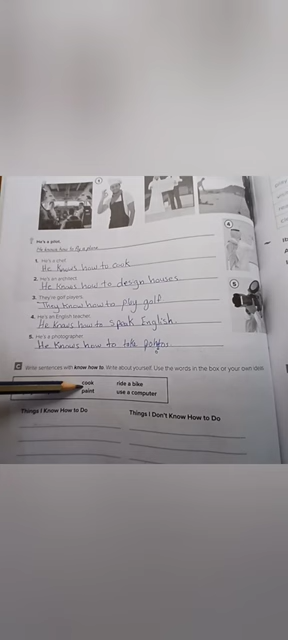 He's a pilot.
He knows how to fly a plane.
1. He's a chef.
He knows how to cook
2. He's an architect.
He knows how to design houses.
3. They're golf players.
They know how to play golf
4. He's an English teacher.
He knows how to speak English.
5. He's a photographer.
He knows how to take
C Write sentences with know how to. Write about yourself. Use the words in the box or your own ideas
cook ride a bike
paint use a computer
Things I Know How to Do Things I Don't Know How to Do